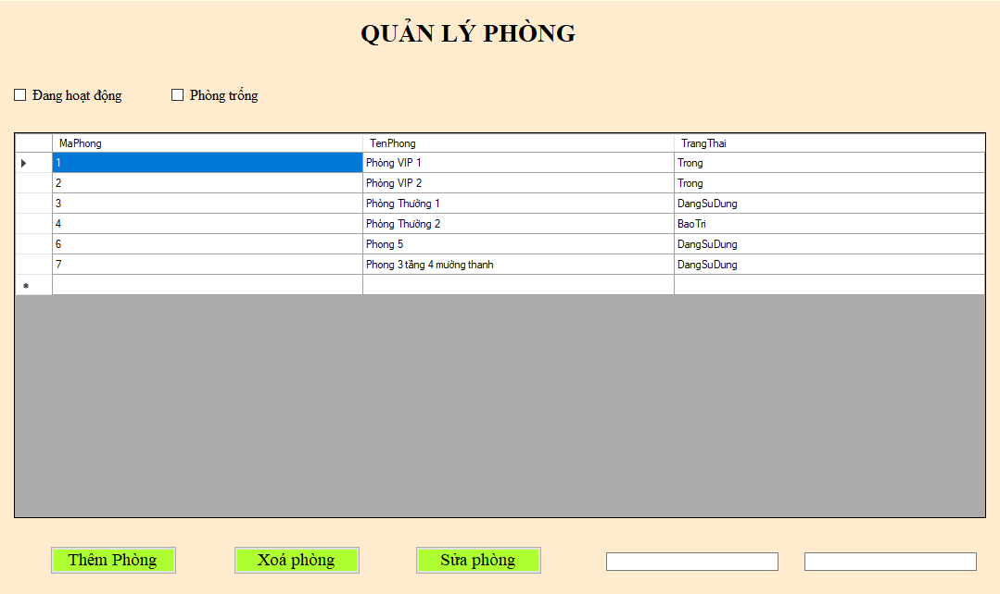 QUẢN LÝ PHÒNG
Đang hoạt động Phòng trống
MaPhong TenPhong TrangThai
1 Phòng VIP 1 Trong
2 Phòng VIP 2 Trong
3 Phòng Thường 1 DangSuDung
4 Phòng Thường 2 BaoTri
6 Phong 5 DangSuDung
7 Phong 3 tầng 4 mường thanh DangSuDung
Thêm Phòng Xoá phòng Sửa phòng